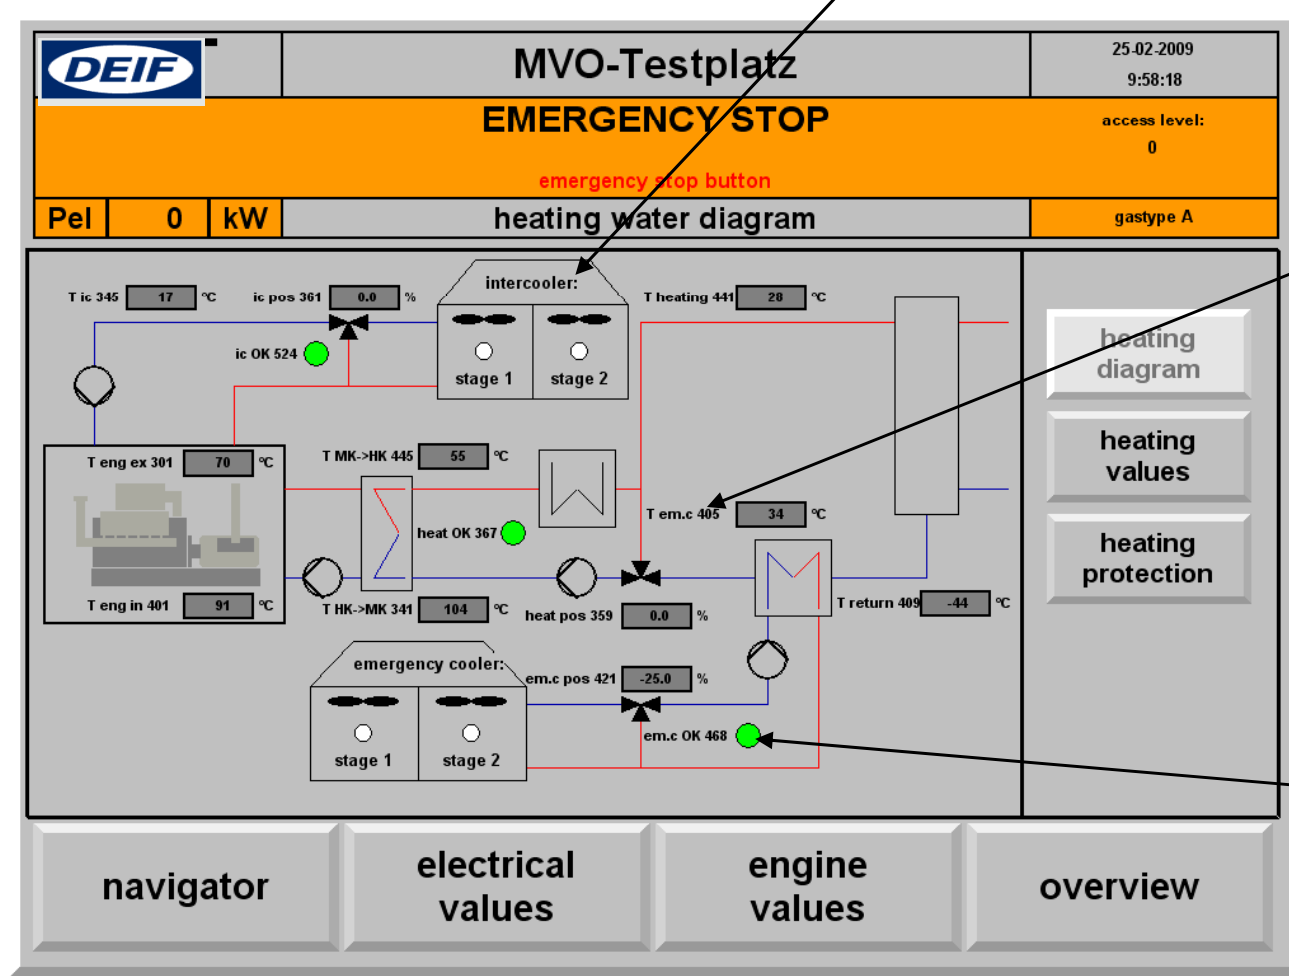 DEIF
MVO-Testplatz
25-02-2009
9:58:18
EMERGENCY STOP
emergency stop button
access level:
0
Pel 0 kW
heating water diagram
gastype A
T ic 345 17 °C
ic pos 361 0.0 %
intercooler:
stage 1 stage 2
ic OK 524
T heating 441 28 °C
heating
diagram
heating
values
heating
protection
T eng ex 301 70 °C
T MK->HK 445 55 °C
heat OK 367
T em.c 405 34 °C
T eng in 401 91 °C
T HK->MK 341 104 °C
heat pos 359 0.0 %
T return 409 -44 °C
emergency cooler:
stage 1 stage 2
em.c pos 421 -25.0 %
em.c OK 468
navigator
electrical
values
engine
values
overview